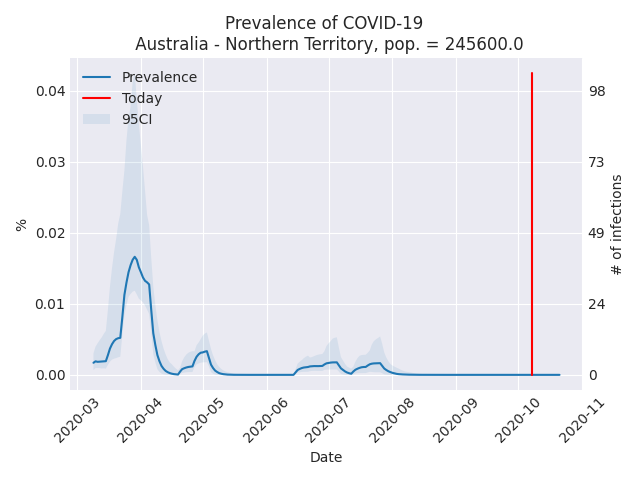 Prevalence of COVID-19
Australia - Northern Territory, pop. = 245600.0
Prevalence
Today
95CI
0.04
0.03
0.02
0.01
0.00
%
98
73
49
24
0
# of infections
2020-03
2020-04
2020-05
2020-06
2020-07
2020-08
2020-09
2020-10
2020-11
Date